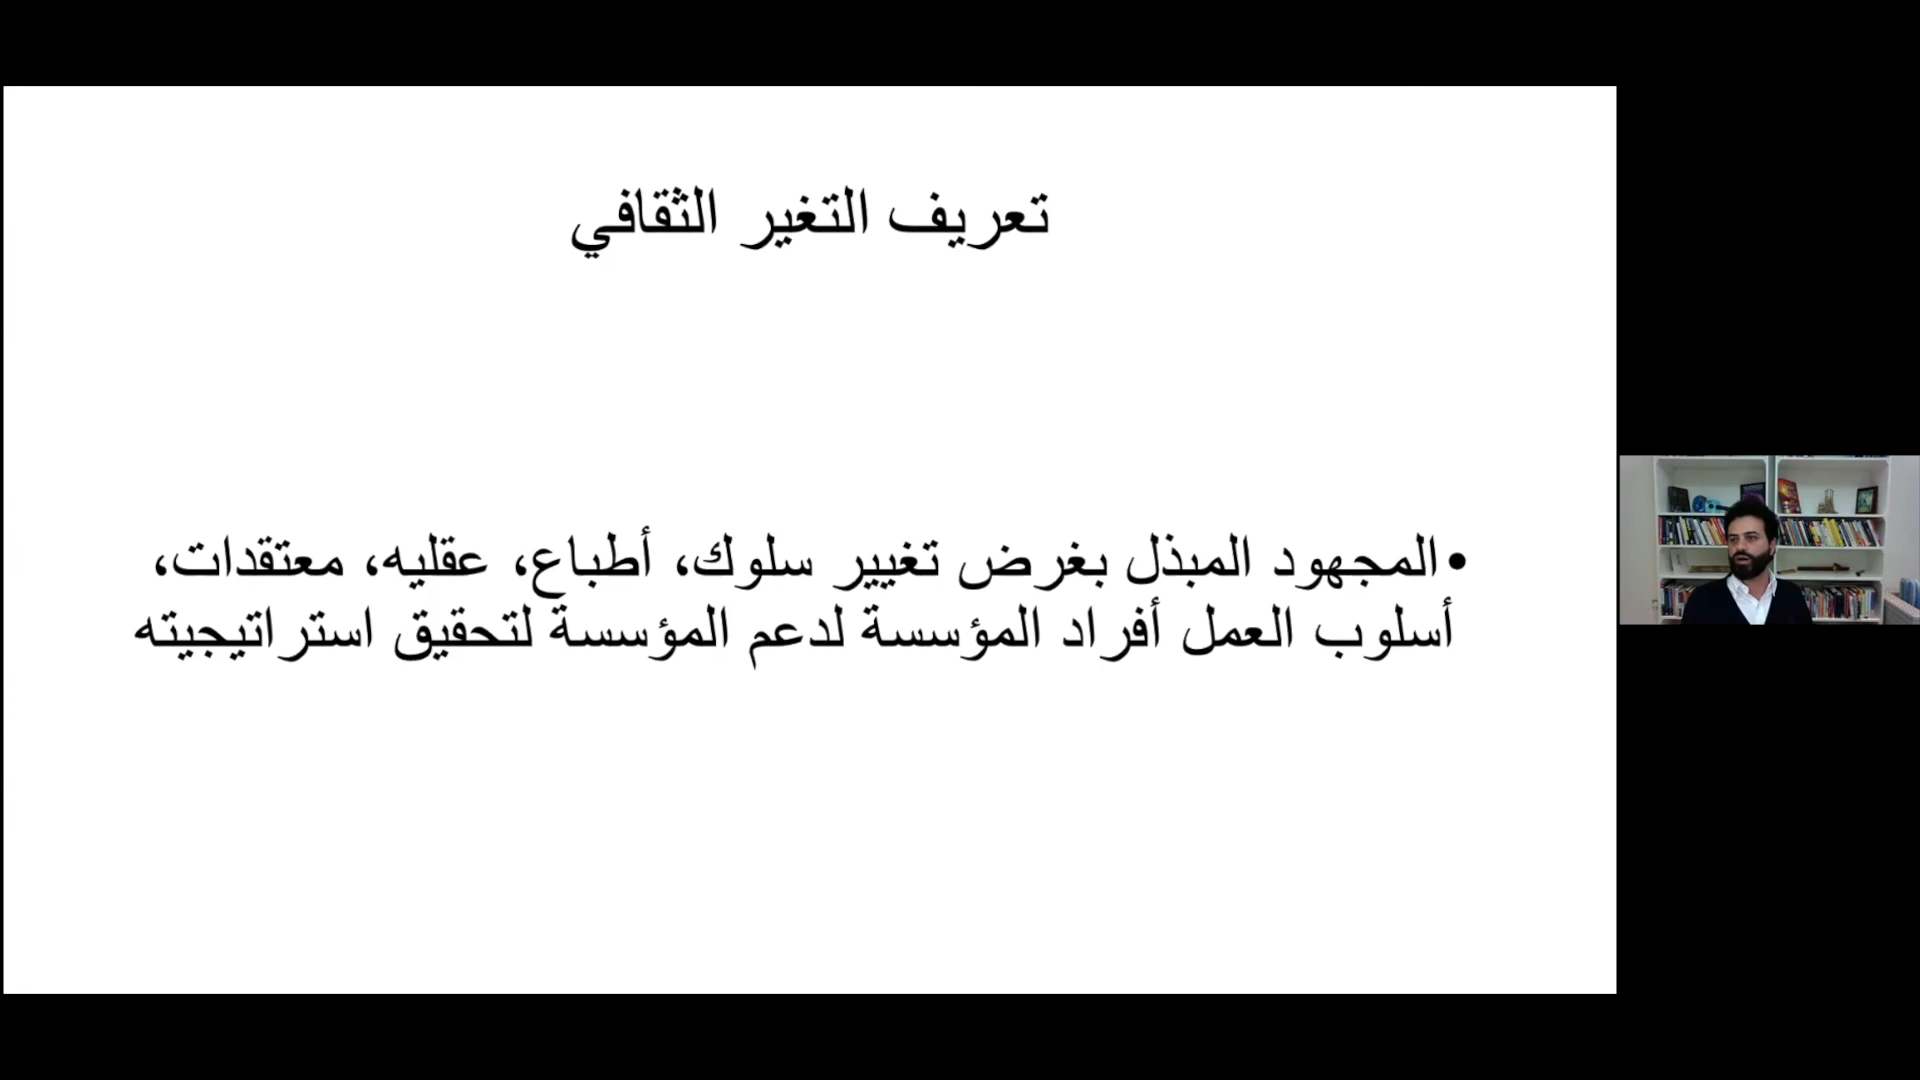 تعريف التغير الثقافي
•المجهود المبذل بغرض تغيير سلوك، أطباع، عقليه، معتقدات،
أسلوب العمل أفراد المؤسسة لدعم المؤسسة لتحقيق استراتيجيته